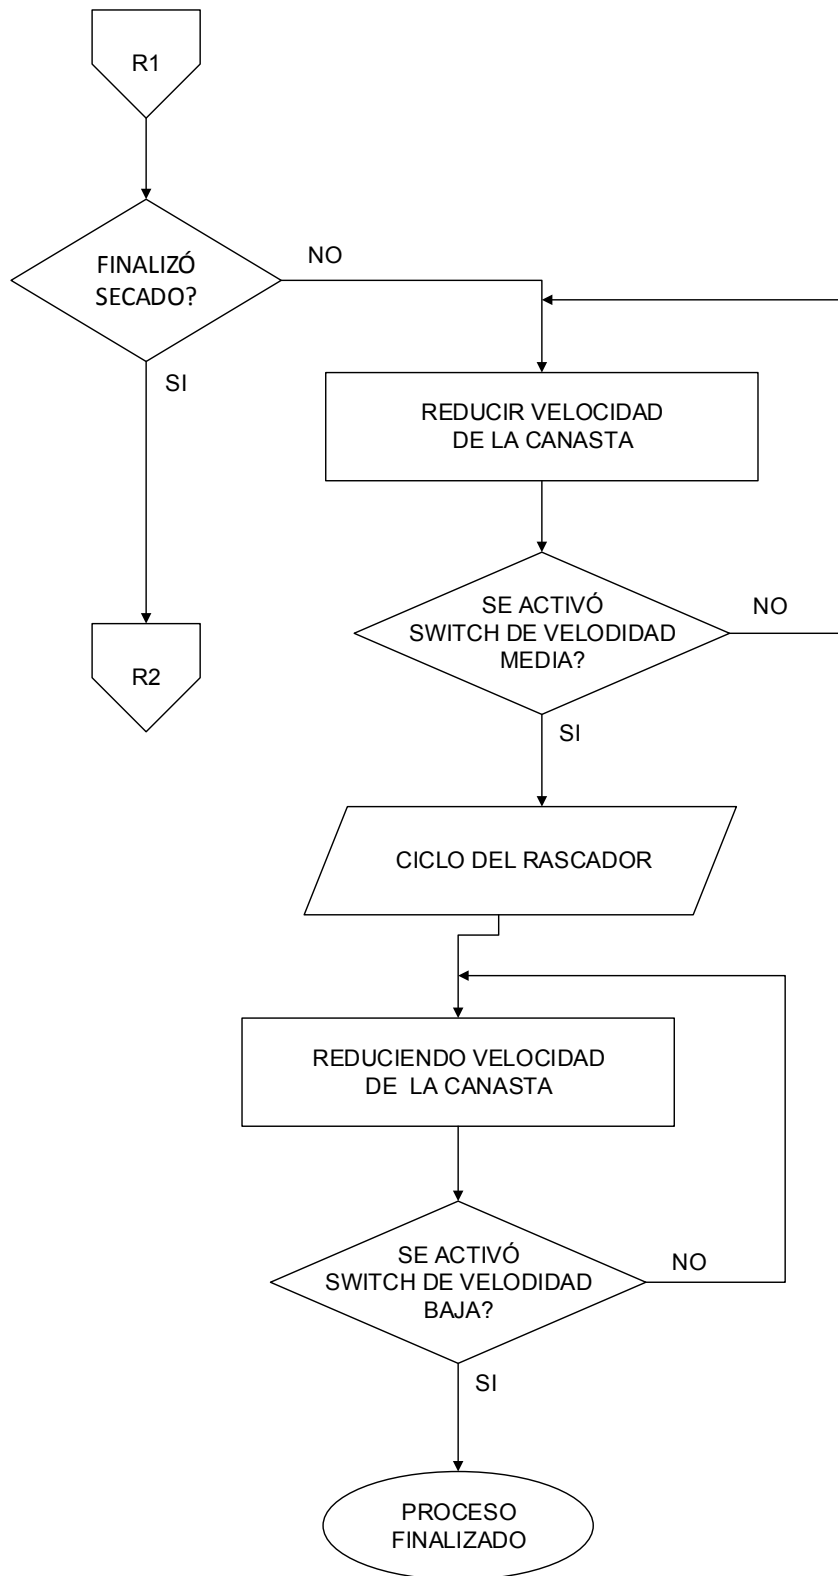 R1
FINALIZÓ
SECADO?
NO
SI
REDUCIR VELOCIDAD
DE LA CANASTA
SE ACTIVÓ
SWITCH DE VELODIDAD
MEDIA?
NO
R2
SI
CICLO DEL RASCADOR
REDUCIENDO VELOCIDAD
DE  LA CANASTA
SE ACTIVÓ
SWITCH DE VELODIDAD
BAJA?
NO
SI
PROCESO
FINALIZADO